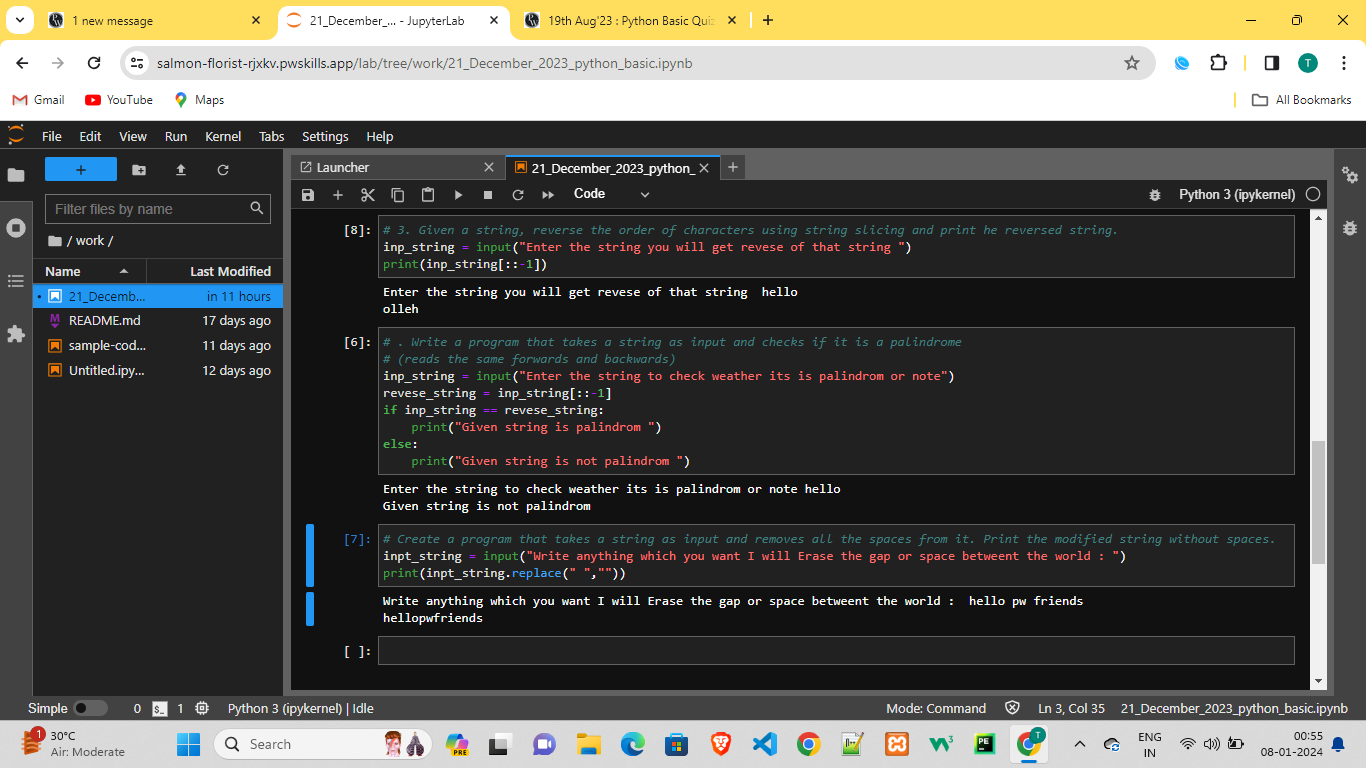 1 new message
21_December_... - JupyterLab
19th Aug'23 : Python Basic Quiz
salmon-florist-rjxkv.pwskills.app/lab/tree/work/21_December_2023_python_basic.ipynb
T
Gmail
YouTube
Maps
All Bookmarks
File Edit View Run Kernel Tabs Settings Help
Launcher
21_December_2023_python_
Code
Python 3 (ipykernel)
Filter files by name
/ work /
Name Last Modified
21_Decemb... in 11 hours
README.md 17 days ago
sample-cod... 11 days ago
Untitled.ipy... 12 days ago
[8]: # 3. Given a string, reverse the order of characters using string slicing and print he reversed string.
inp_string = input("Enter the string you will get revese of that string ")
print(inp_string[::-1])
Enter the string you will get revese of that string  hello
olleh
[6]: # . Write a program that takes a string as input and checks if it is a palindrome
# (reads the same forwards and backwards)
inp_string = input("Enter the string to check weather its is palindrom or note")
revese_string = inp_string[::-1]
if inp_string == revese_string:
    print("Given string is palindrom ")
else:
    print("Given string is not palindrom ")
Enter the string to check weather its is palindrom or note hello
Given string is not palindrom
[7]: # Create a program that takes a string as input and removes all the spaces from it. Print the modified string without spaces.
inpt_string = input("Write anything which you want I will Erase the gap or space betweent the world : ")
print(inpt_string.replace(" ",""))
Write anything which you want I will Erase the gap or space betweent the world :  hello pw friends
hellopwfriends
[ ]:
Simple 0 $_ 1 Python 3 (ipykernel) | Idle
Mode: Command Ln 3, Col 35 21_December_2023_python_basic.ipynb
1
30°C
Air: Moderate
Search
PRE
T
ENG
IN
00:55
08-01-2024